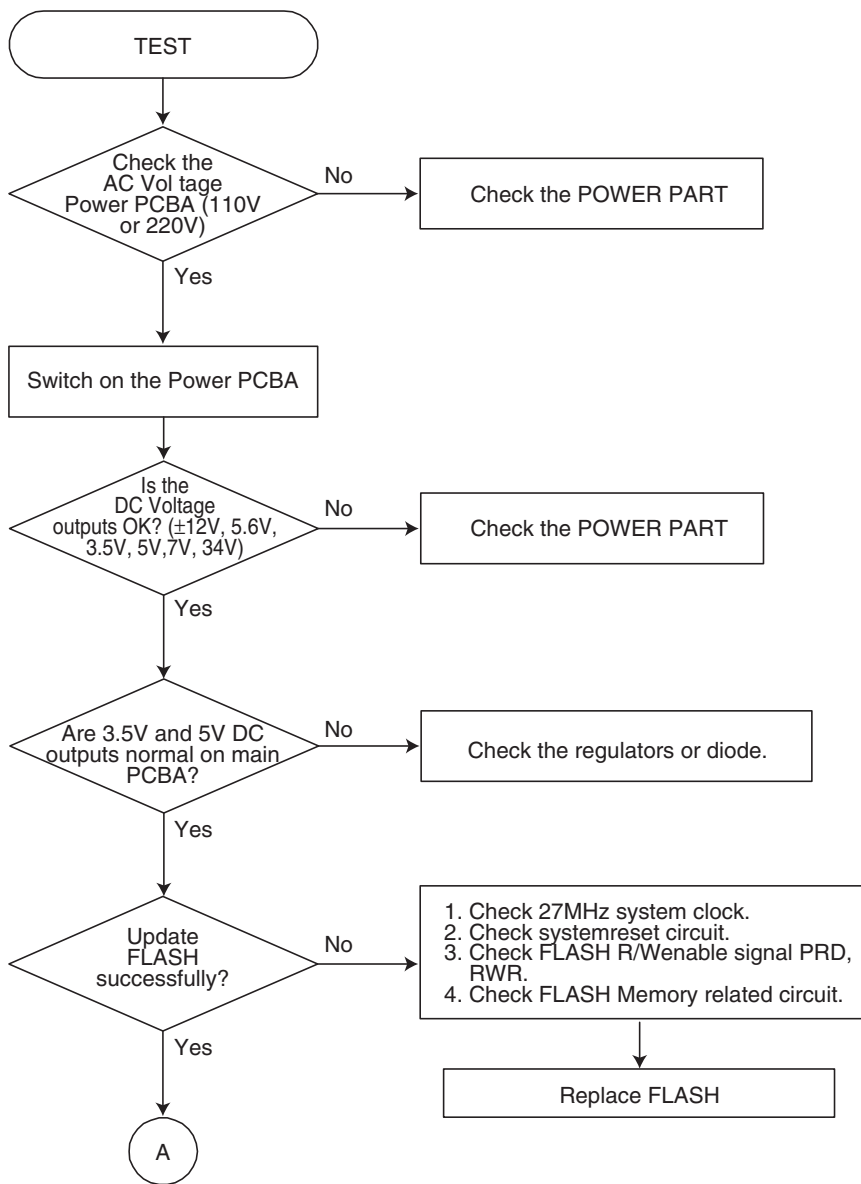 TEST
Check the
AC Vol tage
Power PCBA (110V
or 220V)
No
Check the POWER PART
Yes
Switch on the Power PCBA
Is the
DC Voltage
outputs OK? (±12V, 5.6V,
3.5V, 5V,7V, 34V)
No
Check the POWER PART
Yes
Are 3.5V and 5V DC
outputs normal on main
PCBA?
No
Check the regulators or diode.
Yes
Update
FLASH
successfully?
No
1. Check 27MHz system clock.
2. Check systemreset circuit.
3. Check FLASH R/Wenable signal PRD,
RWR.
4. Check FLASH Memory related circuit.
Yes
Replace FLASH
A